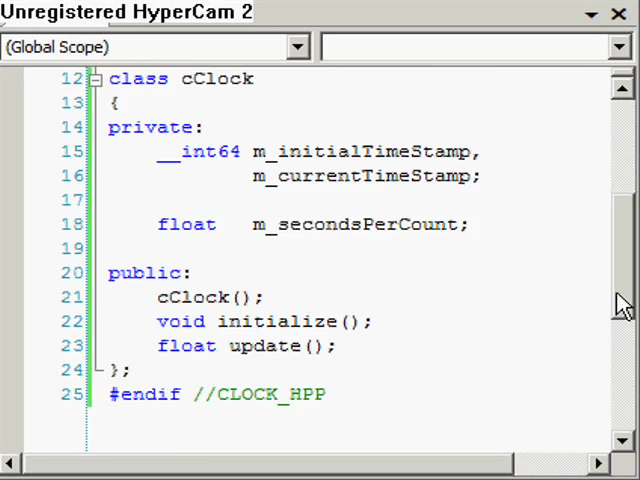 Unregistered HyperCam 2
(Global Scope)
12 class cClock
13 {
14 private:
15 __int64 m_initialTimeStamp,
16 m_currentTimeStamp;
17
18 float m_secondsPerCount;
19
20 public:
21 cClock();
22 void initialize();
23 float update();
24 };
25 #endif //CLOCK_HPP